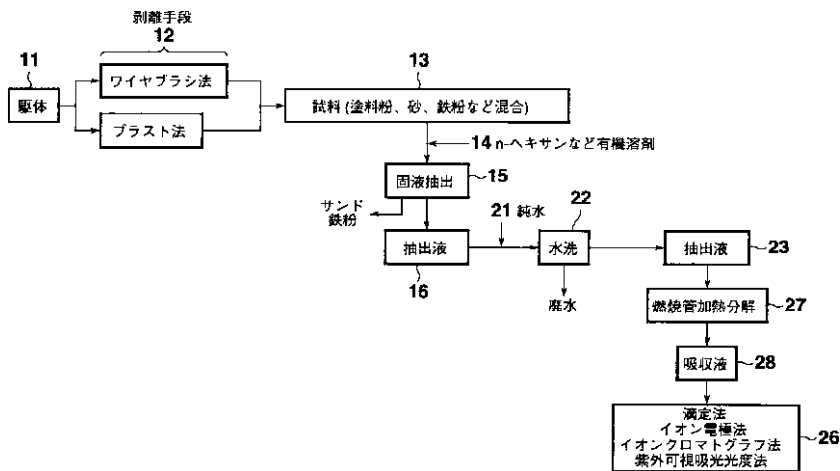 剥離手段
12
11
ワイヤブラシ法
13
躯体
試料 (塗料粉、砂、鉄粉など混合)
ブラスト法
14 n-ヘキサンなど有機溶剤
固液抽出
15
サンド
鉄粉
21 純水
22
抽出液
水洗
抽出液
23
16
廃水
燃焼管加熱分解
27
吸収液
28
滴定法
イオン電極法
イオンクロマトグラフ法
紫外可視吸光光度法
26